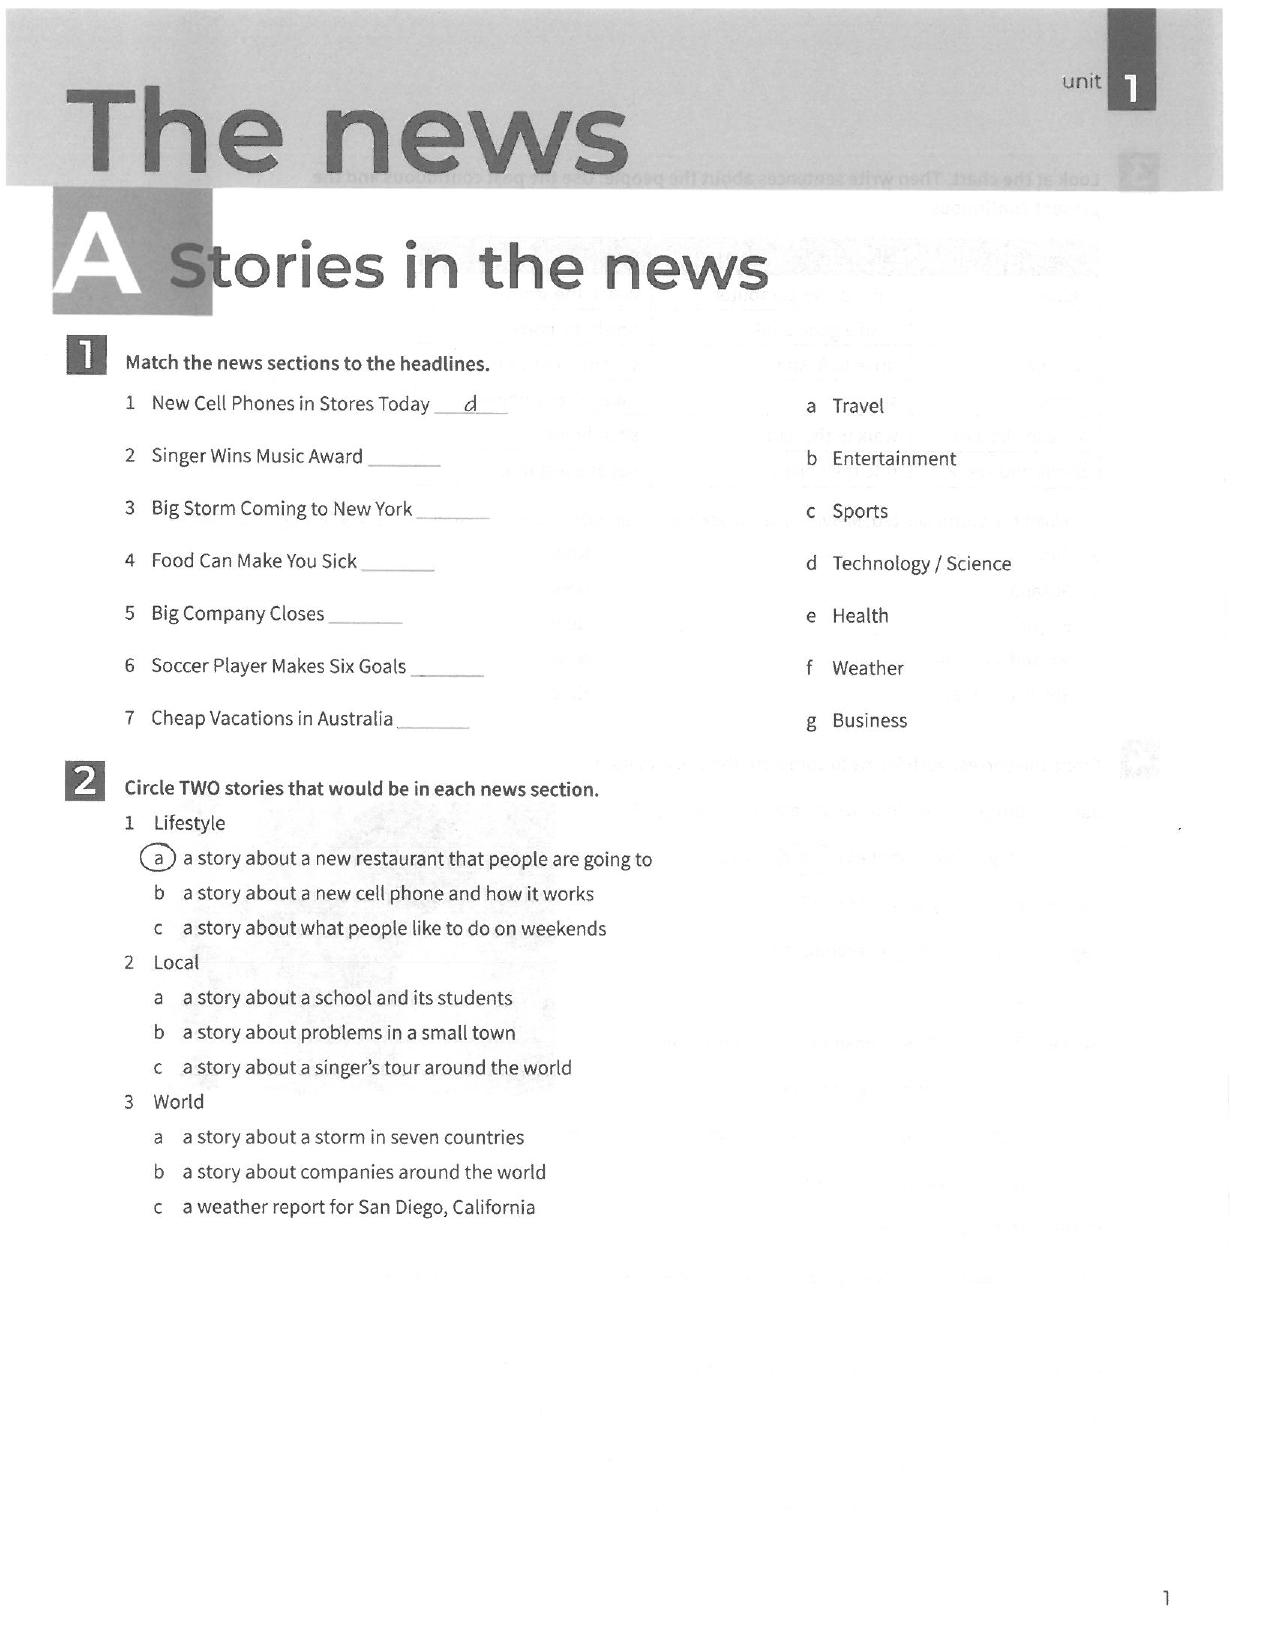 unit 1
The news
A Stories in the news
1 Match the news sections to the headlines.
1 New Cell Phones in Stores Today d
2 Singer Wins Music Award ______
3 Big Storm Coming to New York ______
4 Food Can Make You Sick ______
5 Big Company Closes ______
6 Soccer Player Makes Six Goals ______
7 Cheap Vacations in Australia ______
a Travel
b Entertainment
c Sports
d Technology / Science
e Health
f Weather
g Business
2 Circle TWO stories that would be in each news section.
1 Lifestyle
a a story about a new restaurant that people are going to
b a story about a new cell phone and how it works
c a story about what people like to do on weekends
2 Local
a a story about a school and its students
b a story about problems in a small town
c a story about a singer's tour around the world
3 World
a a story about a storm in seven countries
b a story about companies around the world
c a weather report for San Diego, California
1